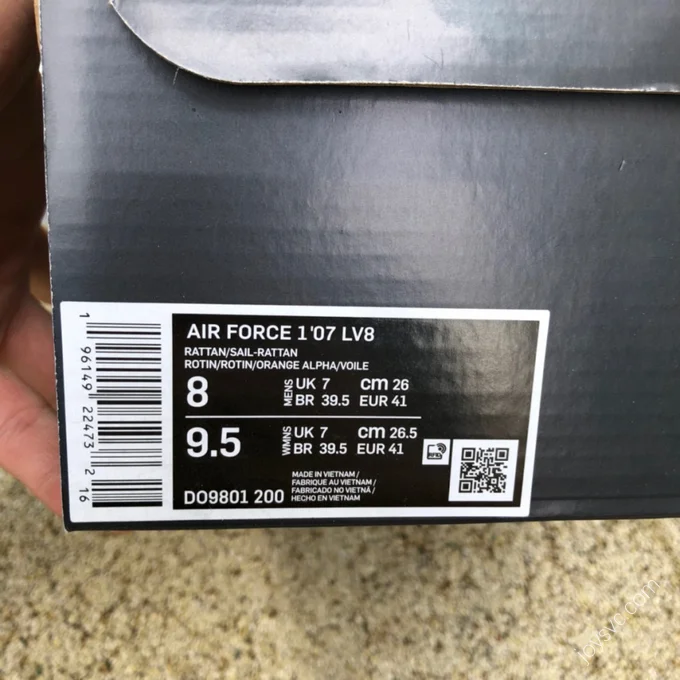 AIR FORCE 1'07 LV8
RATTAN/SAIL-RATTAN
ROTIN/ROTIN/ORANGE ALPHA/VOILE
8 MENS UK 7 cm 26
BR 39.5 EUR 41
9.5 WMNS UK 7 cm 26.5
BR 39.5 EUR 41
MADE IN VIETNAM /
FABRIQUE AU VIETNAM /
FABRICADO NO VIETNÃ /
HECHO EN VIETNAM
DO9801 200
1 96149 22473 2 16